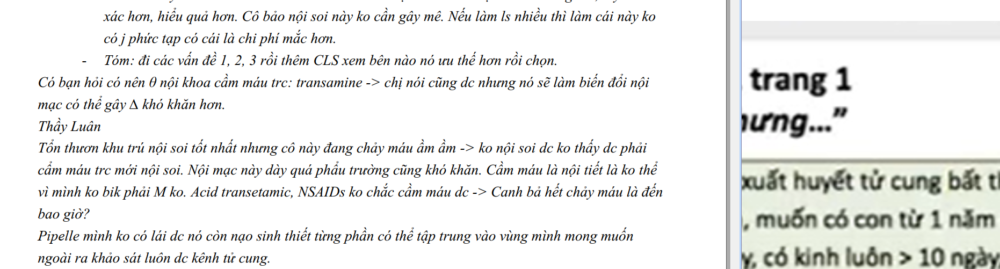 xác hơn, hiểu quả hơn. Cô bảo nội soi này ko cần gây mê. Nếu làm ls nhiều thì làm cái này ko
có j phức tạp có cái là chi phí mắc hơn.
- Tóm: đi các vấn đề 1, 2, 3 rồi thêm CLS xem bên nào nó ưu thế hơn rồi chọn.
Có bạn hỏi có nên θ nội khoa cầm máu trc: transamine -> chị nói cũng dc nhưng nó sẽ làm biến đổi nội
mạc có thể gây Δ khó khăn hơn.
Thầy Luân
Tổn thươn khu trú nội soi tốt nhất nhưng cô này đang chảy máu ầm ầm -> ko nội soi dc ko thấy dc phải
cầm máu trc mới nội soi. Nội mạc này dày quá phẩu trường cũng khó khăn. Cầm máu là nội tiết là ko thể
vì mình ko bik phải M ko. Acid transetamic, NSAIDs ko chắc cầm máu dc -> Canh bả hết chảy máu là đến
bao giờ?
Pipelle mình ko có lái dc nó còn nạo sinh thiết từng phần có thể tập trung vào vùng mình mong muốn
ngoài ra khảo sát luôn dc kênh tử cung.
trang 1
ưng..."
xuất huyết tử cung bất
, muốn có con từ 1 năm
y, có kinh luôn > 10 ngày